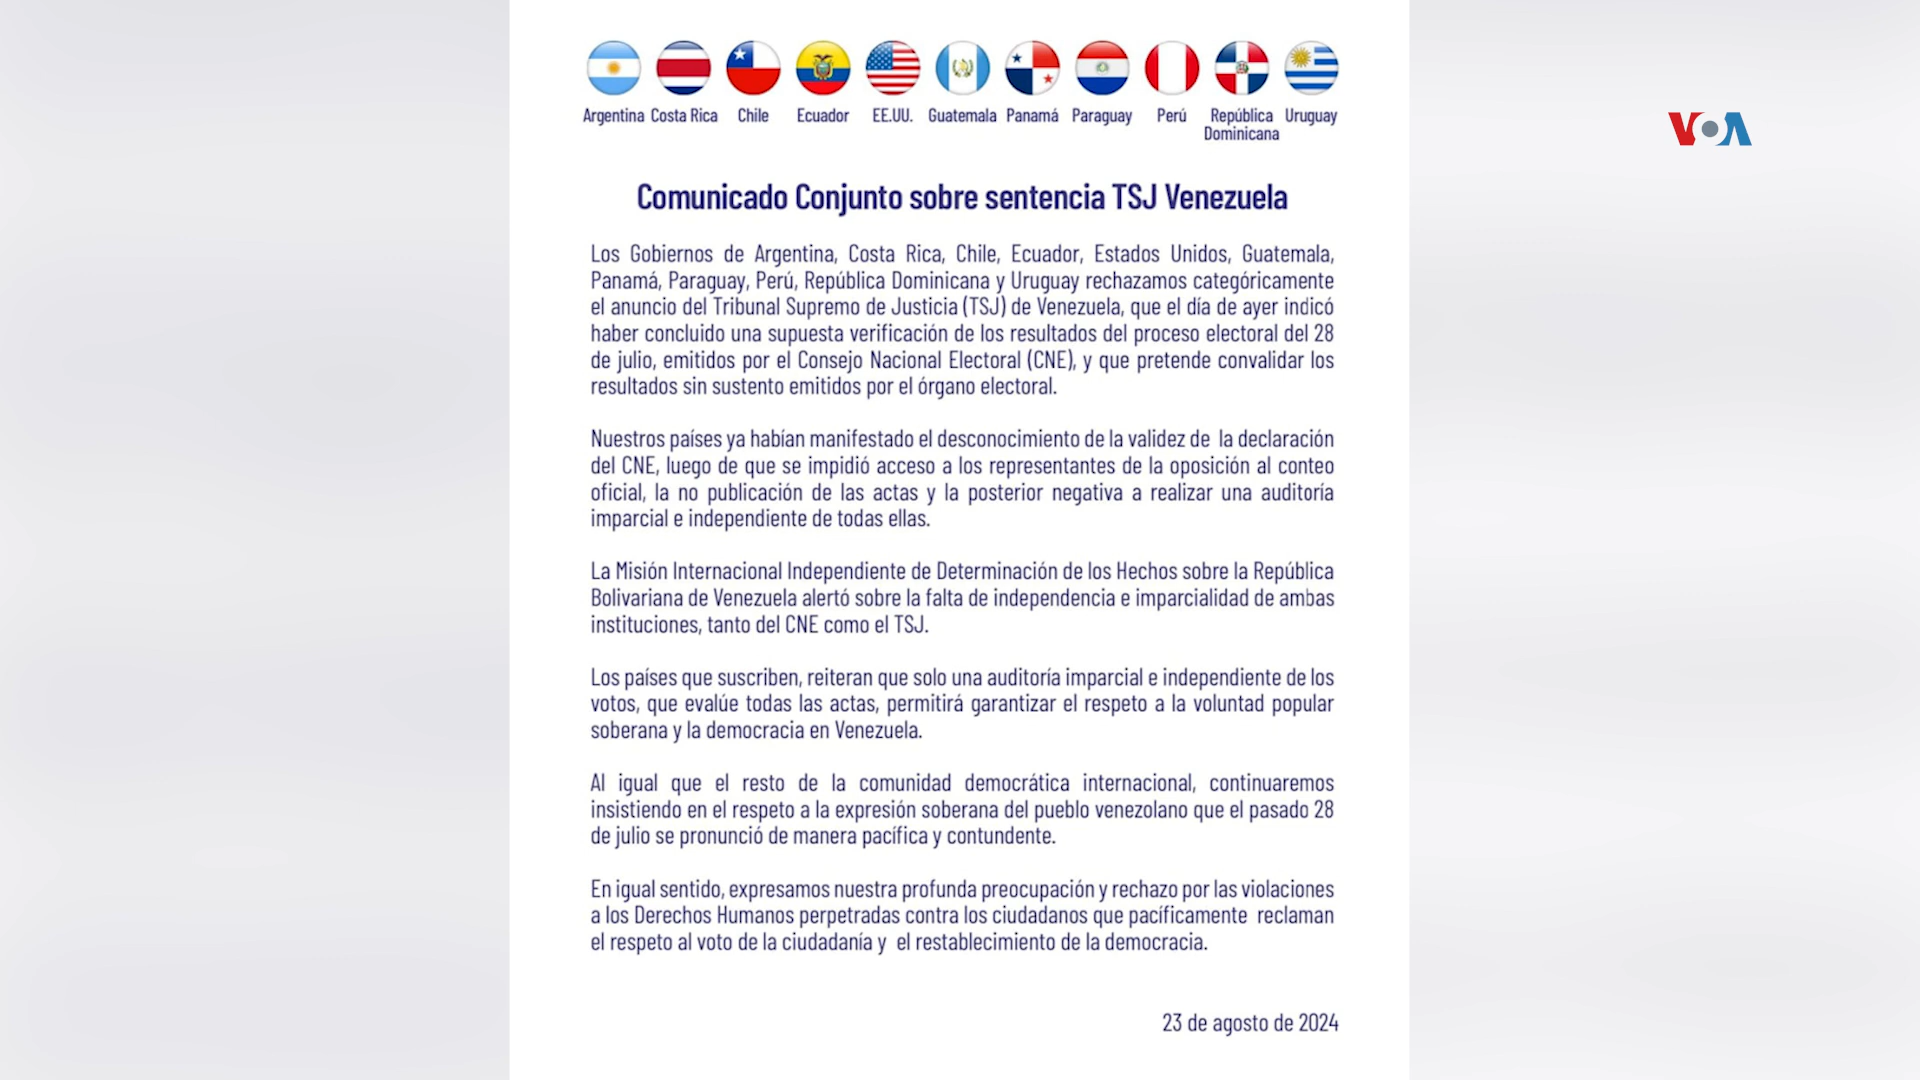 Argentina Costa Rica Chile Ecuador EE.UU. Guatemala Panamá Paraguay Perú República Dominicana Uruguay
VOA
Comunicado Conjunto sobre sentencia TSJ Venezuela
Los Gobiernos de Argentina, Costa Rica, Chile, Ecuador, Estados Unidos, Guatemala,
Panamá, Paraguay, Perú, República Dominicana y Uruguay rechazamos categóricamente
el anuncio del Tribunal Supremo de Justicia (TSJ) de Venezuela, que el día de ayer indicó
haber concluido una supuesta verificación de los resultados del proceso electoral del 28
de julio, emitidos por el Consejo Nacional Electoral (CNE), y que pretende convalidar los
resultados sin sustento emitidos por el órgano electoral.
Nuestros países ya habían manifestado el desconocimiento de la validez de la declaración
del CNE, luego de que se impidió acceso a los representantes de la oposición al conteo
oficial, la no publicación de las actas y la posterior negativa a realizar una auditoría
imparcial e independiente de todas ellas.
La Misión Internacional Independiente de Determinación de los Hechos sobre la República
Bolivariana de Venezuela alertó sobre la falta de independencia e imparcialidad de ambas
instituciones, tanto del CNE como el TSJ.
Los países que suscriben, reiteran que solo una auditoría imparcial e independiente de los
votos, que evalúe todas las actas, permitirá garantizar el respeto a la voluntad popular
soberana y la democracia en Venezuela.
Al igual que el resto de la comunidad democrática internacional, continuaremos
insistiendo en el respeto a la expresión soberana del pueblo venezolano que el pasado 28
de julio se pronunció de manera pacífica y contundente.
En igual sentido, expresamos nuestra profunda preocupación y rechazo por las violaciones
a los Derechos Humanos perpetradas contra los ciudadanos que pacíficamente reclaman
el respeto al voto de la ciudadanía y el restablecimiento de la democracia.
23 de agosto de 2024